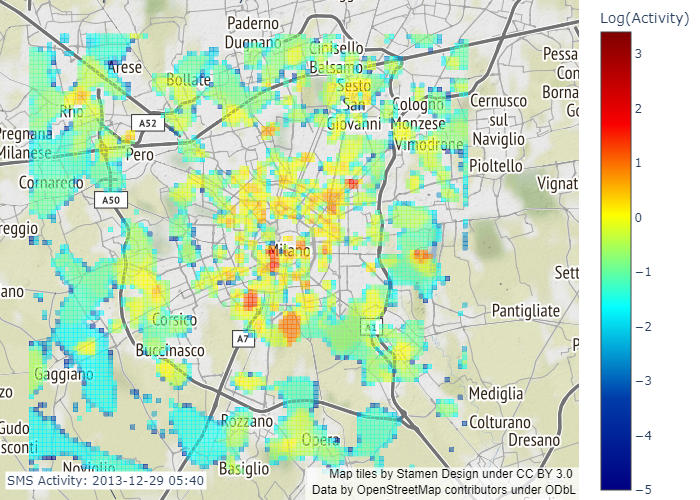 Log(Activity)
3
2
1
0
−1
−2
−3
−4
−5
Paderno
Dugnano
Cinisello
Balsamo
Arese
Bollate
Sesto
San
Giovanni
Cologno
Monzese
Cernusco
sul
Naviglio
Pessa
Con
Borna
Go
Rho
A52
Pregnana
Milanese
Pero
Vimodrone
Pioltello
Cornaredo
Vignat
A50
reggio
Milano
Sett
ano
Corsico
A7
A1
Pantigliate
Buccinasco
P
Gaggiano
zo
Mediglia
Rozzano
Colturano
Gudo
sconti
Opera
Dresano
Noviglio
Basiglio
SMS Activity: 2013-12-29 05:40
Map tiles by Stamen Design under CC BY 3.0
Data by OpenStreetMap contributors under ODbL